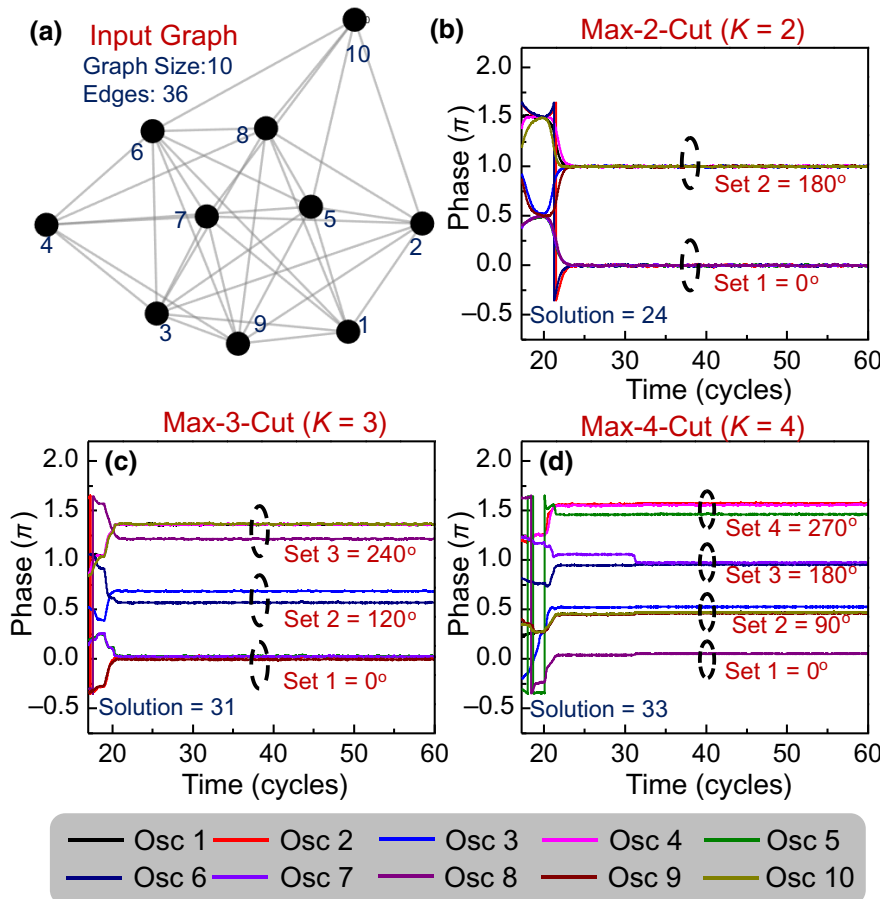 (a) Input Graph
Graph Size:10
Edges: 36
10
8
6
7
5
4
2
3
9
1
(b) Max-2-Cut (K = 2)
Phase (π)
2.0
1.5
1.0
0.5
0.0
–0.5
Set 2 = 180°
Set 1 = 0°
Solution = 24
20 30 40 50 60
Time (cycles)
Max-3-Cut (K = 3)
(c)
Phase (π)
2.0
1.5
1.0
0.5
0.0
–0.5
Set 3 = 240°
Set 2 = 120°
Set 1 = 0°
Solution = 31
20 30 40 50 60
Time (cycles)
Max-4-Cut (K = 4)
(d)
Phase (π)
2.0
1.5
1.0
0.5
0.0
–0.5
Set 4 = 270°
Set 3 = 180°
Set 2 = 90°
Set 1 = 0°
Solution = 33
20 30 40 50 60
Time (cycles)
Osc 1 Osc 2 Osc 3 Osc 4 Osc 5
Osc 6 Osc 7 Osc 8 Osc 9 Osc 10